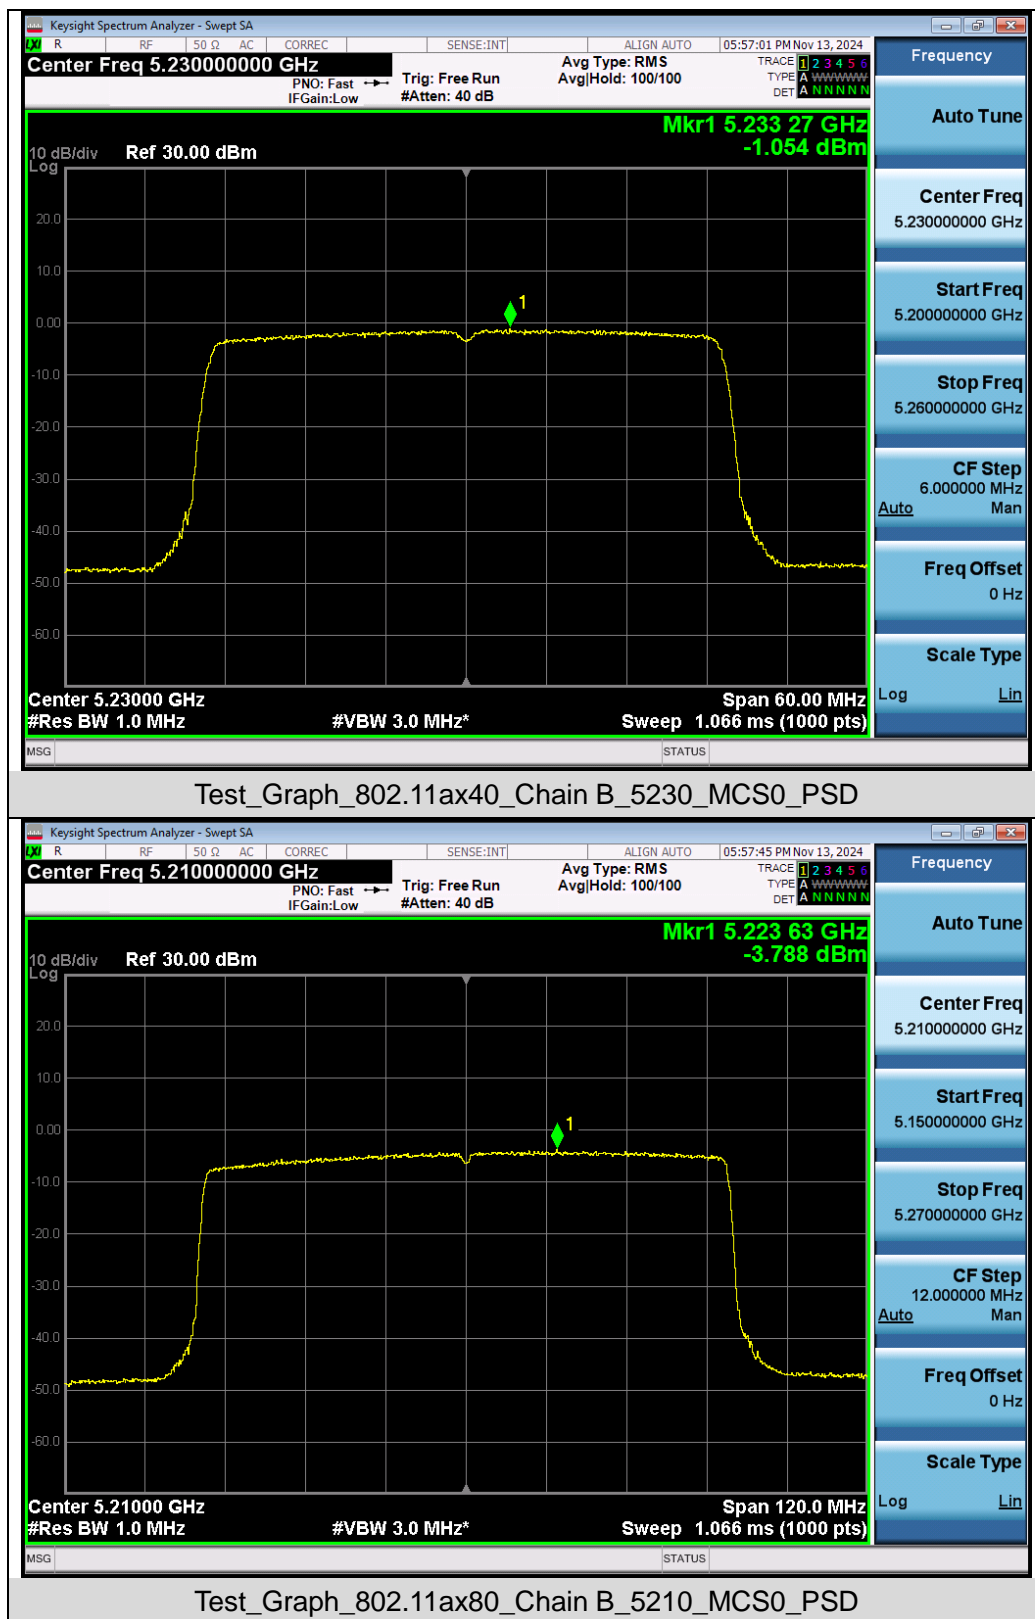 Keysight Spectrum Analyzer - Swept SA
LXI R RF 50 Ω AC CORREC SENSE:INT ALIGN AUTO 05:57:01 PM Nov 13, 2024
Center Freq 5.230000000 GHz
PNO: Fast
IFGain:Low
Trig: Free Run
#Atten: 40 dB
Avg Type: RMS
Avg|Hold: 100/100
TRACE 1 2 3 4 5 6
TYPE A WWWWW
DET A N N N N N
Mkr1 5.233 27 GHz
-1.054 dBm
10 dB/div Ref 30.00 dBm
Log
20.0
10.0
0.00
-10.0
-20.0
-30.0
-40.0
-50.0
-60.0
1
Center 5.23000 GHz Span 60.00 MHz
#Res BW 1.0 MHz #VBW 3.0 MHz* Sweep 1.066 ms (1000 pts)
MSG STATUS
Frequency
Auto Tune
Center Freq
5.230000000 GHz
Start Freq
5.200000000 GHz
Stop Freq
5.260000000 GHz
CF Step
6.000000 MHz
Auto Man
Freq Offset
0 Hz
Scale Type
Log Lin
Test_Graph_802.11ax40_Chain B_5230_MCS0_PSD
Keysight Spectrum Analyzer - Swept SA
LXI R RF 50 Ω AC CORREC SENSE:INT ALIGN AUTO 05:57:45 PM Nov 13, 2024
Center Freq 5.210000000 GHz
PNO: Fast
IFGain:Low
Trig: Free Run
#Atten: 40 dB
Avg Type: RMS
Avg|Hold: 100/100
TRACE 1 2 3 4 5 6
TYPE A WWWWW
DET A N N N N N
Mkr1 5.223 63 GHz
-3.788 dBm
10 dB/div Ref 30.00 dBm
Log
20.0
10.0
0.00
-10.0
-20.0
-30.0
-40.0
-50.0
-60.0
1
Center 5.21000 GHz Span 120.0 MHz
#Res BW 1.0 MHz #VBW 3.0 MHz* Sweep 1.066 ms (1000 pts)
MSG STATUS
Frequency
Auto Tune
Center Freq
5.210000000 GHz
Start Freq
5.150000000 GHz
Stop Freq
5.270000000 GHz
CF Step
12.000000 MHz
Auto Man
Freq Offset
0 Hz
Scale Type
Log Lin
Test_Graph_802.11ax80_Chain B_5210_MCS0_PSD